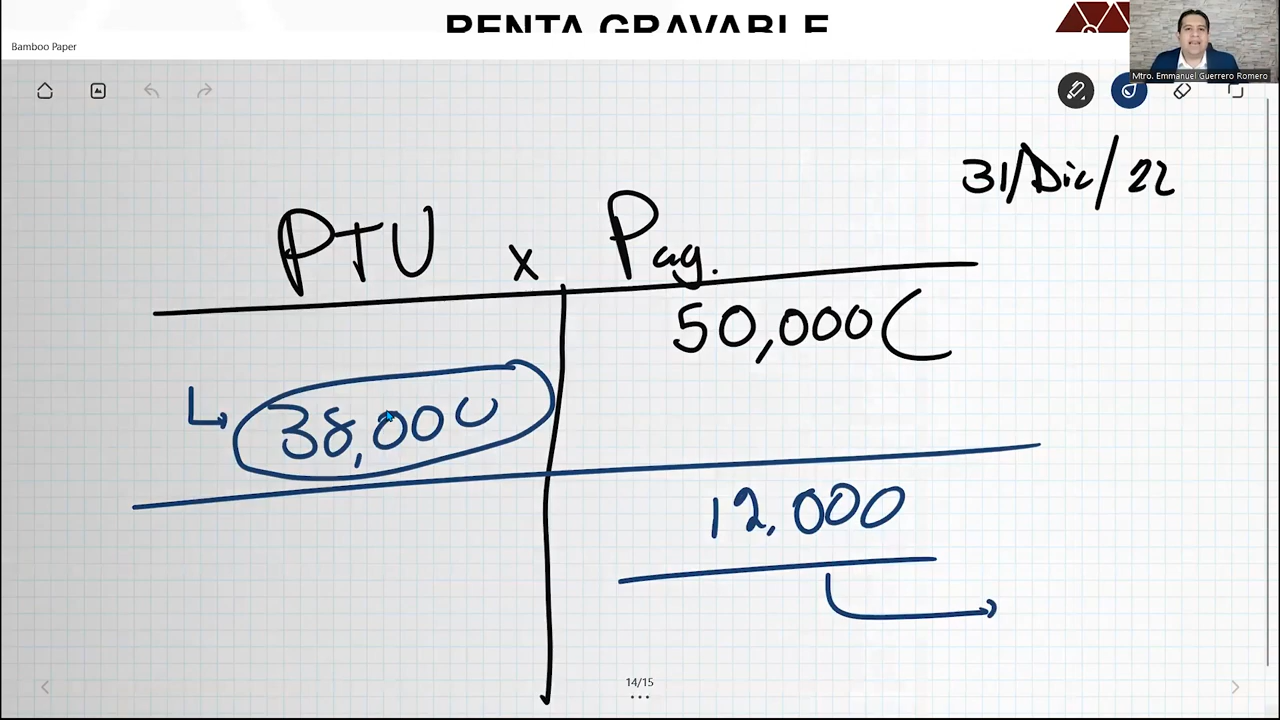 RENTA GRAVABLE
Bamboo Paper
Mtro. Emmanuel Guerrero Romero
31/Dic/22
PTU x Pag.
50,000
38,000
12,000
14/15